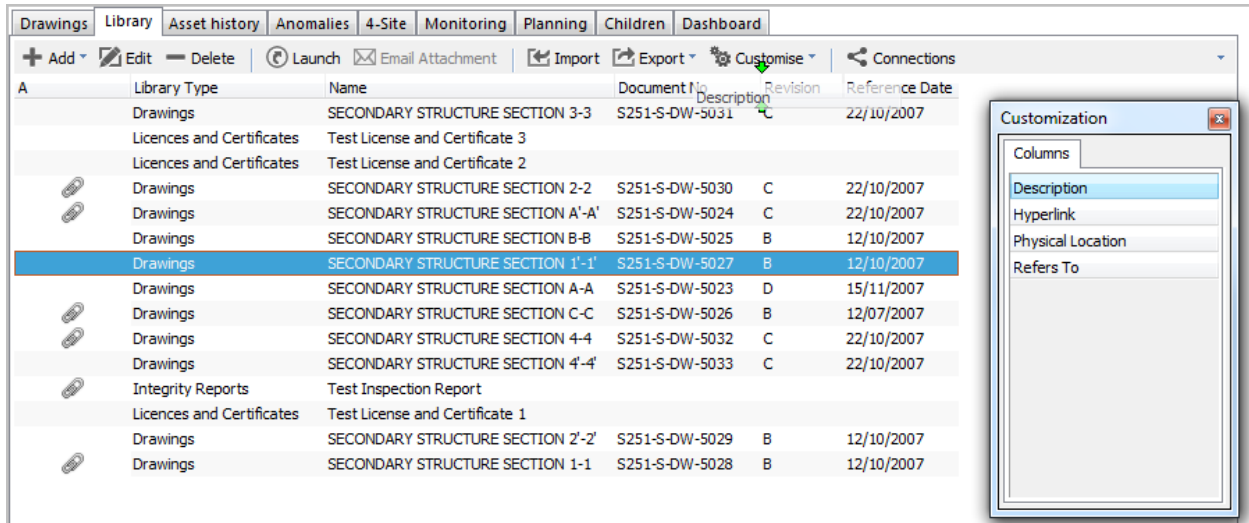 Drawings Library Asset history Anomalies 4-Site Monitoring Planning Children Dashboard
Add Edit Delete Launch Email Attachment Import Export Customise Connections
A Library Type Name Document No Description Revision Reference Date
Drawings SECONDARY STRUCTURE SECTION 3-3 S251-S-DW-5031 C 22/10/2007
Licences and Certificates Test License and Certificate 3
Licences and Certificates Test License and Certificate 2
Drawings SECONDARY STRUCTURE SECTION 2-2 S251-S-DW-5030 C 22/10/2007
Drawings SECONDARY STRUCTURE SECTION A'-A' S251-S-DW-5024 C 22/10/2007
Drawings SECONDARY STRUCTURE SECTION B-B S251-S-DW-5025 B 12/10/2007
Drawings SECONDARY STRUCTURE SECTION 1'-1' S251-S-DW-5027 B 12/10/2007
Drawings SECONDARY STRUCTURE SECTION A-A S251-S-DW-5023 D 15/11/2007
Drawings SECONDARY STRUCTURE SECTION C-C S251-S-DW-5026 B 12/07/2007
Drawings SECONDARY STRUCTURE SECTION 4-4 S251-S-DW-5032 C 22/10/2007
Drawings SECONDARY STRUCTURE SECTION 4'-4' S251-S-DW-5033 C 22/10/2007
Integrity Reports Test Inspection Report
Licences and Certificates Test License and Certificate 1
Drawings SECONDARY STRUCTURE SECTION 2'-2' S251-S-DW-5029 B 12/10/2007
Drawings SECONDARY STRUCTURE SECTION 1-1 S251-S-DW-5028 B 12/10/2007
Customization
Columns
Description
Hyperlink
Physical Location
Refers To